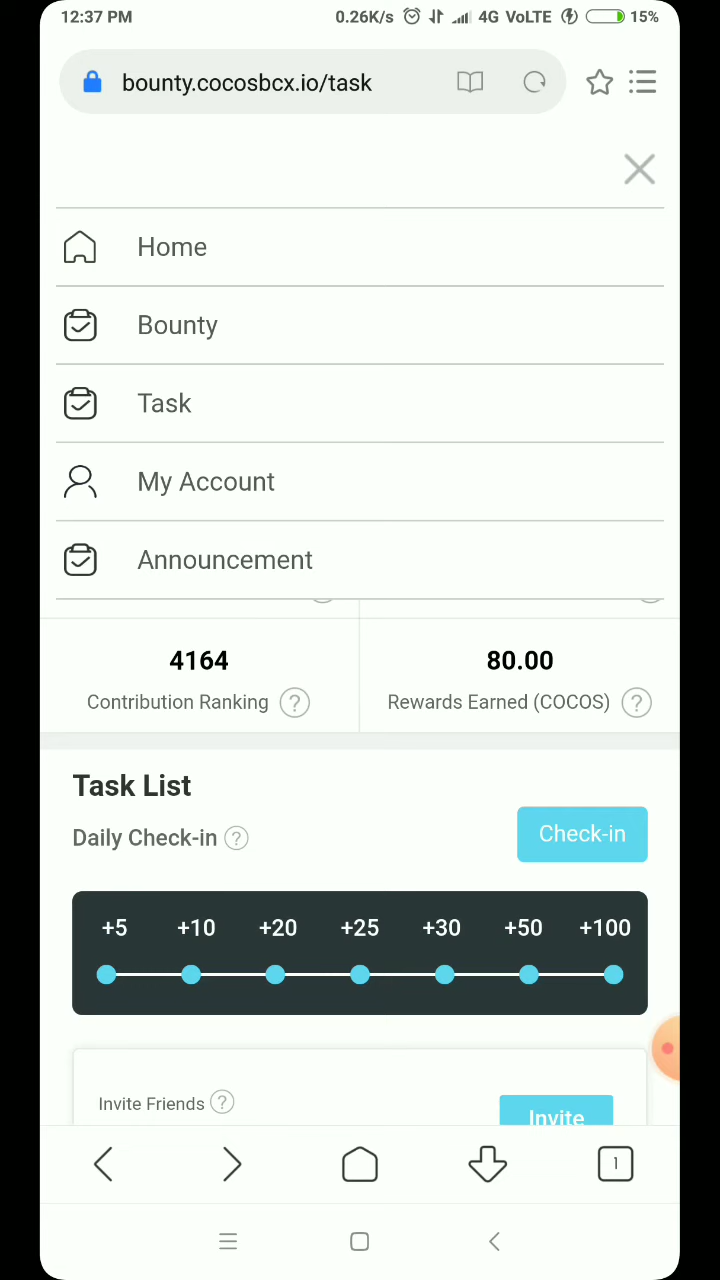 12:37 PM 0.26K/s 4G VoLTE 15%
bounty.cocosbcx.io/task
Home
Bounty
Task
My Account
Announcement
4164 80.00
Contribution Ranking ? Rewards Earned (COCOS) ?
Task List
Daily Check-in ? Check-in
+5 +10 +20 +25 +30 +50 +100
Invite Friends ? Invite
1